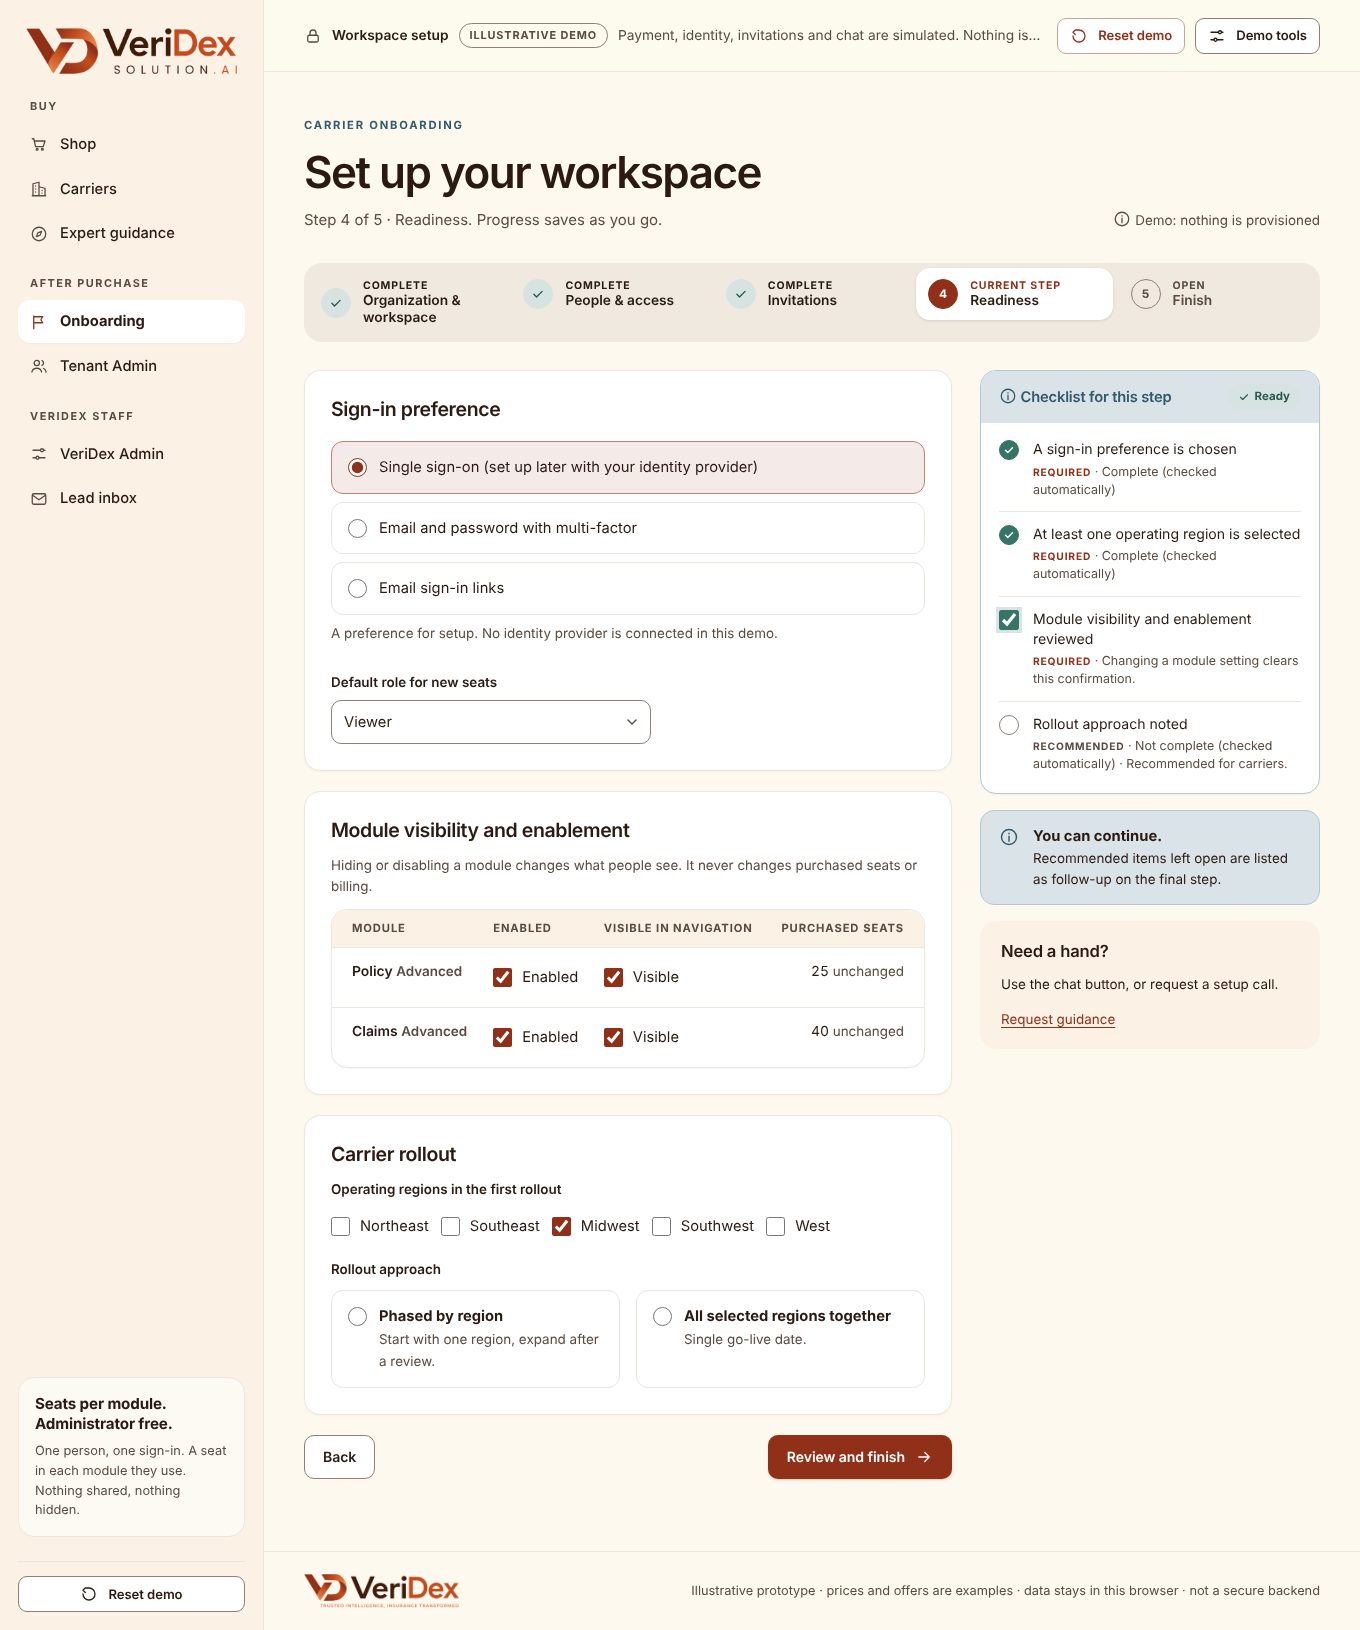 VeriDex
SOLUTION.AI
BUY
Shop
Carriers
Expert guidance
AFTER PURCHASE
Onboarding
Tenant Admin
VERIDEX STAFF
VeriDex Admin
Lead inbox
Seats per module.
Administrator free.
One person, one sign-in. A seat
in each module they use.
Nothing shared, nothing
hidden.
Reset demo
Workspace setup
ILLUSTRATIVE DEMO
Payment, identity, invitations and chat are simulated. Nothing is...
Reset demo
Demo tools
CARRIER ONBOARDING
Set up your workspace
Step 4 of 5 · Readiness. Progress saves as you go.
Demo: nothing is provisioned
COMPLETE
Organization &
workspace
COMPLETE
People & access
COMPLETE
Invitations
4
CURRENT STEP
Readiness
5
OPEN
Finish
Sign-in preference
Single sign-on (set up later with your identity provider)
Email and password with multi-factor
Email sign-in links
A preference for setup. No identity provider is connected in this demo.
Default role for new seats
Viewer
Module visibility and enablement
Hiding or disabling a module changes what people see. It never changes purchased seats or
billing.
MODULE ENABLED VISIBLE IN NAVIGATION PURCHASED SEATS
Policy Advanced Enabled Visible 25 unchanged
Claims Advanced Enabled Visible 40 unchanged
Carrier rollout
Operating regions in the first rollout
Northeast Southeast Midwest Southwest West
Rollout approach
Phased by region
Start with one region, expand after
a review.
All selected regions together
Single go-live date.
Back
Review and finish
Checklist for this step
Ready
A sign-in preference is chosen
REQUIRED · Complete (checked
automatically)
At least one operating region is selected
REQUIRED · Complete (checked
automatically)
Module visibility and enablement
reviewed
REQUIRED · Changing a module setting clears
this confirmation.
Rollout approach noted
RECOMMENDED · Not complete (checked
automatically) · Recommended for carriers.
You can continue.
Recommended items left open are listed
as follow-up on the final step.
Need a hand?
Use the chat button, or request a setup call.
Request guidance
VeriDex
TRUSTED INTELLIGENCE, INSURANCE TRANSFORMED
Illustrative prototype · prices and offers are examples · data stays in this browser · not a secure backend